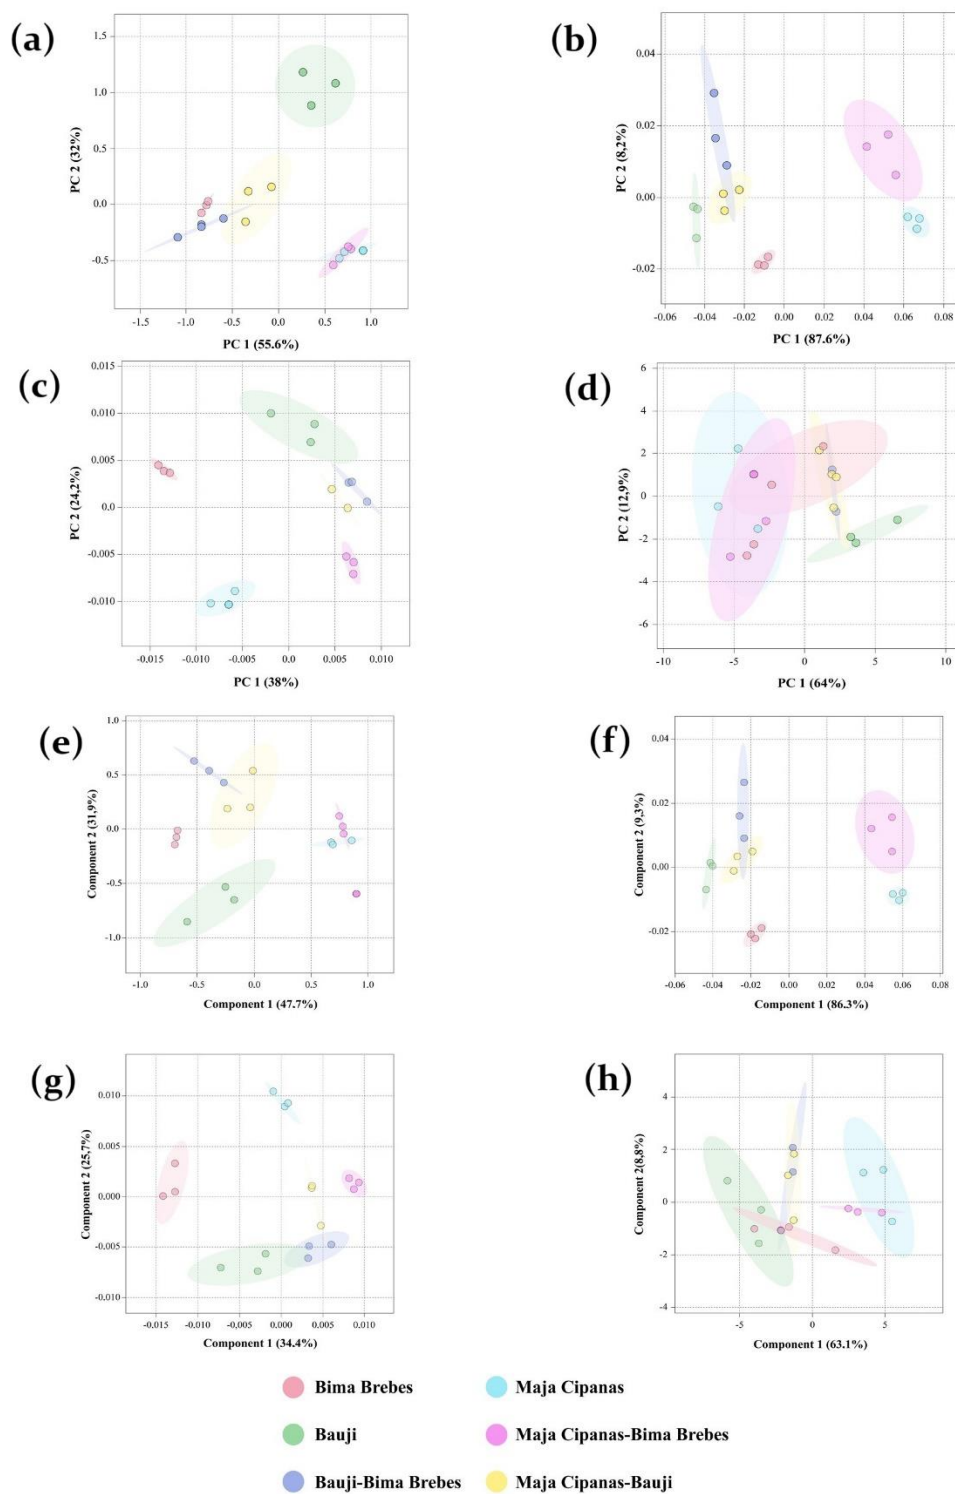 (a)
1.5
1.0
0.5
0.0
-0.5
PC 2 (32%)
-1.5 -1.0 -0.5 0.0 0.5 1.0
PC 1 (55.6%)
(b)
0.04
0.02
0.00
-0.02
PC 2 (8,2%)
-0.06 -0.04 -0.02 0.00 0.02 0.04 0.06 0.08
PC 1 (87.6%)
(c)
0.015
0.010
0.005
0.0
-0.005
-0.010
PC 2 (24,2%)
-0.015 -0.010 -0.005 0.0 0.005 0.010
PC 1 (38%)
(d)
6
4
2
0
-2
-4
-6
PC 2 (12,9%)
-10 -5 0 5 10
PC 1 (64%)
(e)
1.0
0.5
0.0
-0.5
-1.0
Component 2 (31,9%)
-1.0 -0.5 0.0 0.5 1.0
Component 1 (47.7%)
(f)
0.04
0.02
0.00
-0.02
Component 2 (9,3%)
-0.06 -0.04 -0.02 0.00 0.02 0.04 0.06 0.08
Component 1 (86.3%)
(g)
0.010
0.005
0.000
-0.005
-0.010
Component 2 (25,7%)
-0.015 -0.010 -0.005 0.000 0.005 0.010
Component 1 (34.4%)
(h)
4
2
0
-2
-4
Component 2(8,8%)
-5 0 5
Component 1 (63.1%)
Bima Brebes
Maja Cipanas
Bauji
Maja Cipanas-Bima Brebes
Bauji-Bima Brebes
Maja Cipanas-Bauji